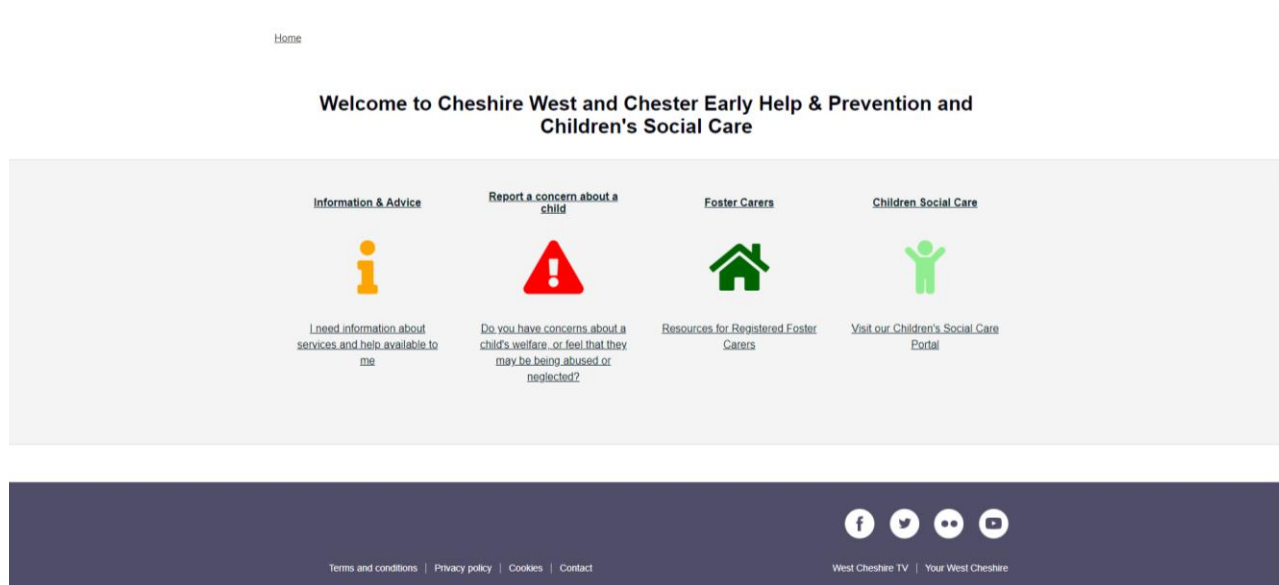 Home
Welcome to Cheshire West and Chester Early Help & Prevention and
Children's Social Care
Information & Advice
Report a concern about a
child
Foster Carers
Children Social Care
I need information about
services and help available to
me
Do you have concerns about a
child's welfare, or feel that they
may be being abused or
neglected?
Resources for Registered Foster
Carers
Visit our Children's Social Care
Portal
Terms and conditions | Privacy policy | Cookies | Contact
West Cheshire TV | Your West Cheshire